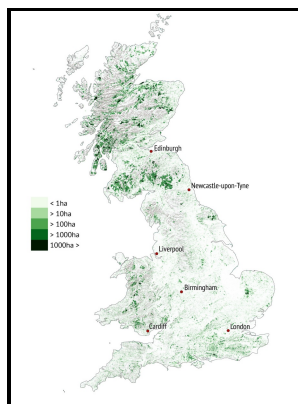 Edinburgh
Newcastle-upon-Tyne
< 1ha
> 10ha
> 100ha
> 1000ha
1000ha >
Liverpool
Birmingham
Cardiff
London